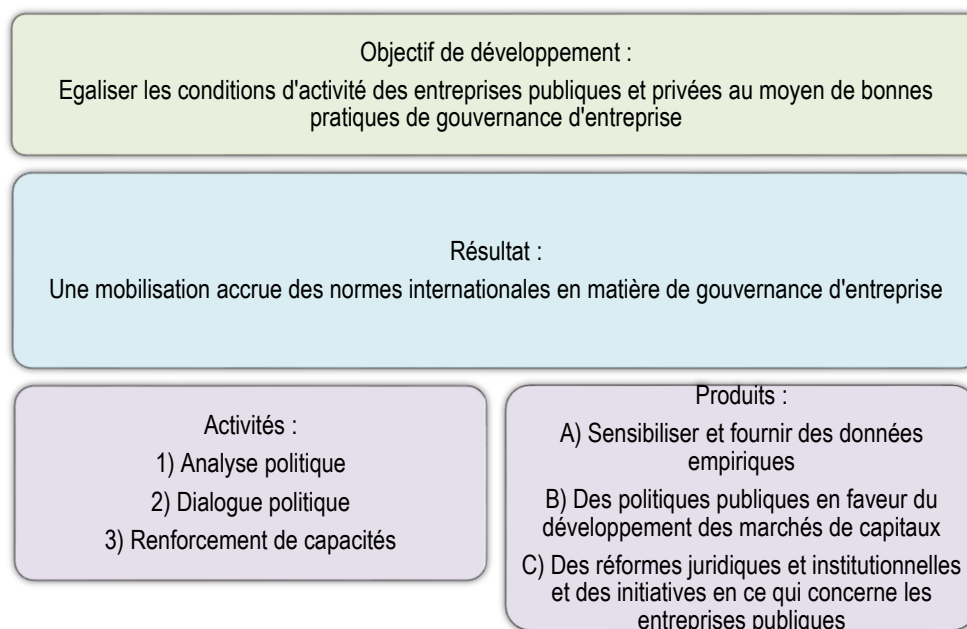 Objectif de développement :
Egaliser les conditions d'activité des entreprises publiques et privées au moyen de bonnes
pratiques de gouvernance d'entreprise
Résultat :
Une mobilisation accrue des normes internationales en matière de gouvernance d'entreprise
Activités :
1) Analyse politique
2) Dialogue politique
3) Renforcement de capacités
Produits :
A) Sensibiliser et fournir des données
empiriques
B) Des politiques publiques en faveur du
développement des marchés de capitaux
C) Des réformes juridiques et institutionnelles
et des initiatives en ce qui concerne les
entreprises publiques